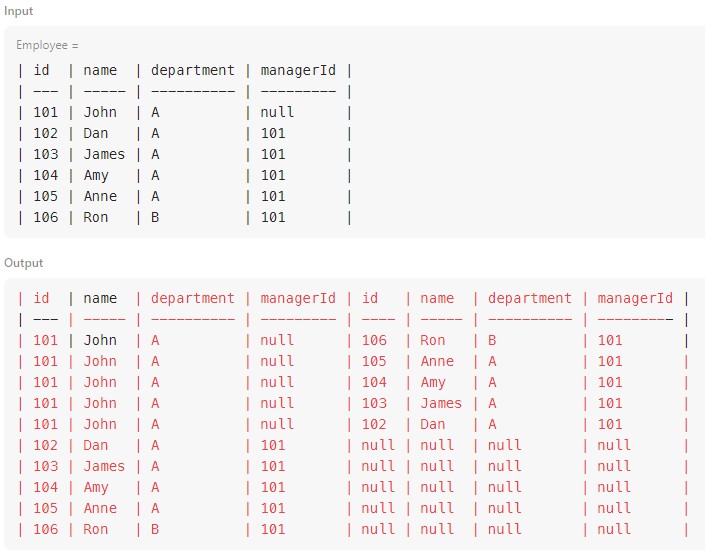 Input
Employee =
| id  | name  | department | managerId |
| --- | ----- | ---------- | --------- |
| 101 | John  | A          | null      |
| 102 | Dan   | A          | 101       |
| 103 | James | A          | 101       |
| 104 | Amy   | A          | 101       |
| 105 | Anne  | A          | 101       |
| 106 | Ron   | B          | 101       |
Output
| id  | name  | department | managerId | id   | name  | department | managerId |
| --- | ----- | ---------- | --------- | ---- | ----- | ---------- | --------- |
| 101 | John  | A          | null      | 106  | Ron   | B          | 101       |
| 101 | John  | A          | null      | 105  | Anne  | A          | 101       |
| 101 | John  | A          | null      | 104  | Amy   | A          | 101       |
| 101 | John  | A          | null      | 103  | James | A          | 101       |
| 101 | John  | A          | null      | 102  | Dan   | A          | 101       |
| 102 | Dan   | A          | 101       | null | null  | null       | null      |
| 103 | James | A          | 101       | null | null  | null       | null      |
| 104 | Amy   | A          | 101       | null | null  | null       | null      |
| 105 | Anne  | A          | 101       | null | null  | null       | null      |
| 106 | Ron   | B          | 101       | null | null  | null       | null      |